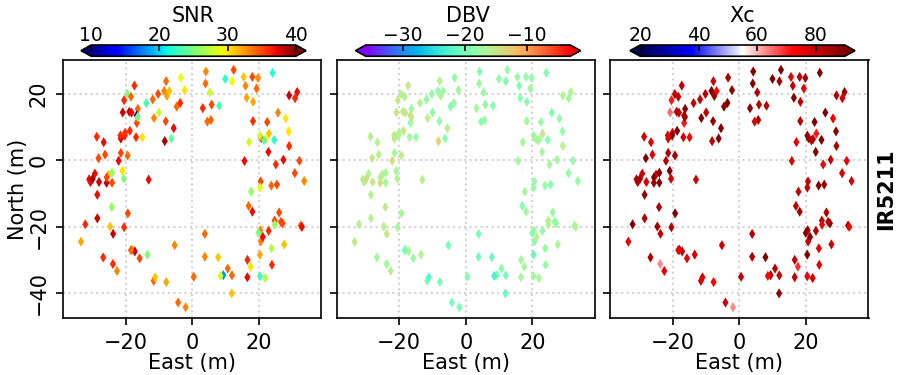 SNR DBV Xc
10 20 30 40 −30 −20 −10 20 40 60 80
North (m)
20
0
−20
−40
IR5211
−20 0 20 −20 0 20 −20 0 20
East (m) East (m) East (m)